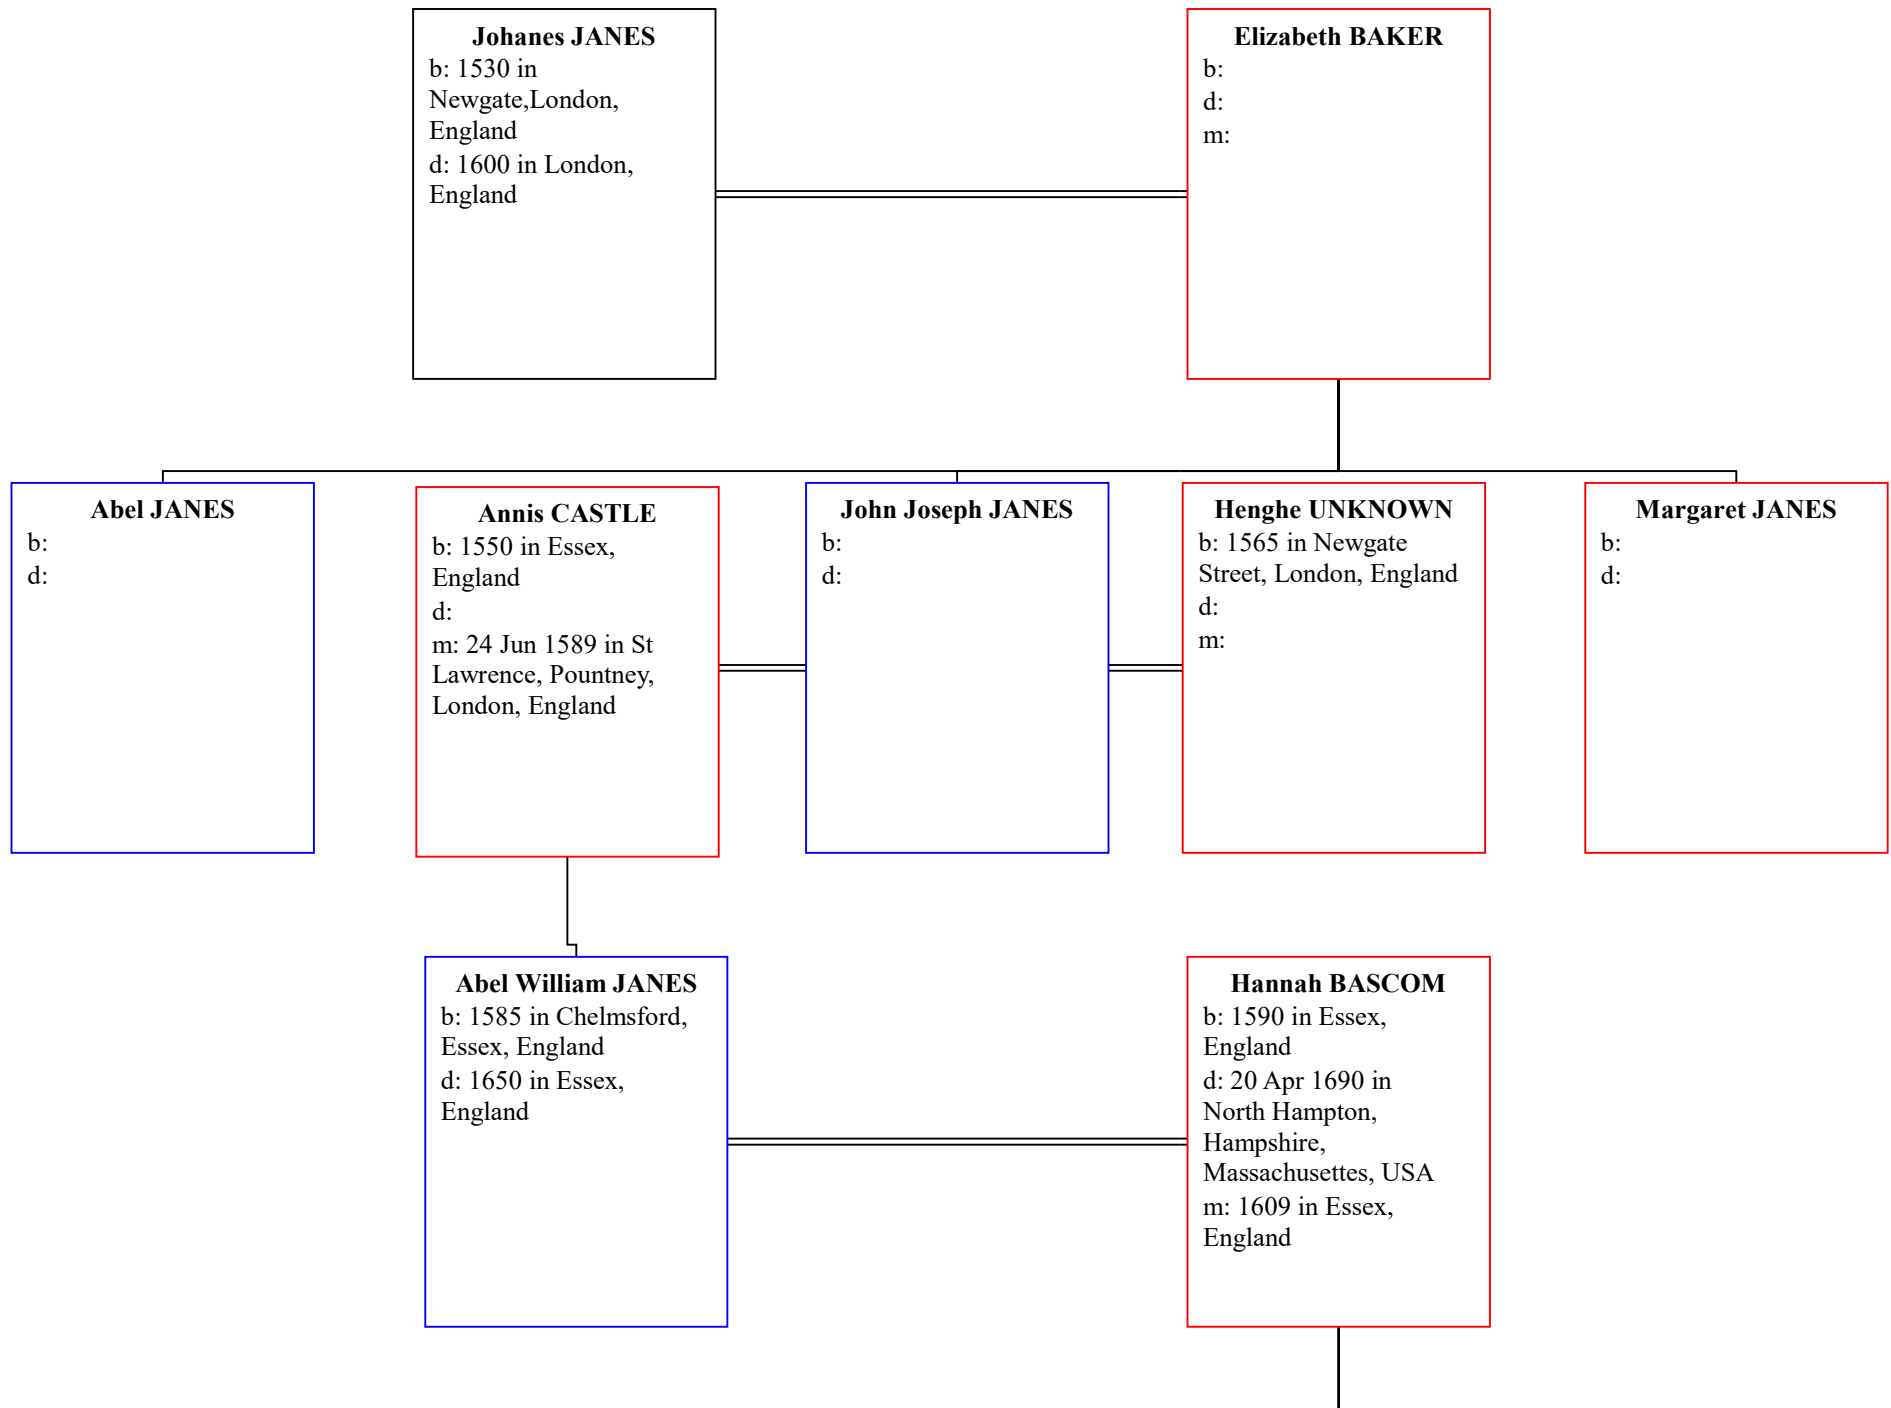 Johanes JANES
b: 1530 in
Newgate,London,
England
d: 1600 in London,
England
Elizabeth BAKER
b:
d:
m:
Abel JANES
b:
d:
Annis CASTLE
b: 1550 in Essex,
England
d:
m: 24 Jun 1589 in St
Lawrence, Pountney,
London, England
John Joseph JANES
b:
d:
Henghe UNKNOWN
b: 1565 in Newgate
Street, London, England
d:
m:
Margaret JANES
b:
d:
Abel William JANES
b: 1585 in Chelmsford,
Essex, England
d: 1650 in Essex,
England
Hannah BASCOM
b: 1590 in Essex,
England
d: 20 Apr 1690 in
North Hampton,
Hampshire,
Massachusettes, USA
m: 1609 in Essex,
England